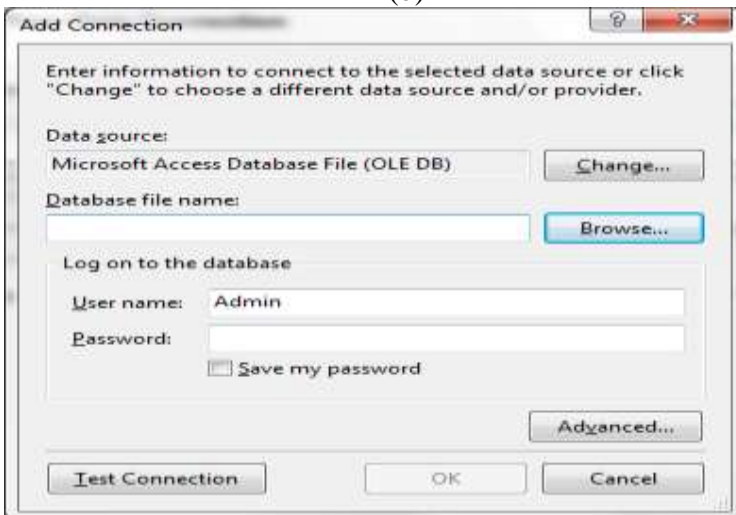 Add Connection
Enter information to connect to the selected data source or click
"Change" to choose a different data source and/or provider.
Data source:
Microsoft Access Database File (OLE DB)
Change...
Database file name:
Browse...
Log on to the database
User name:
Admin
Password:
Save my password
Advanced...
Test Connection
OK
Cancel